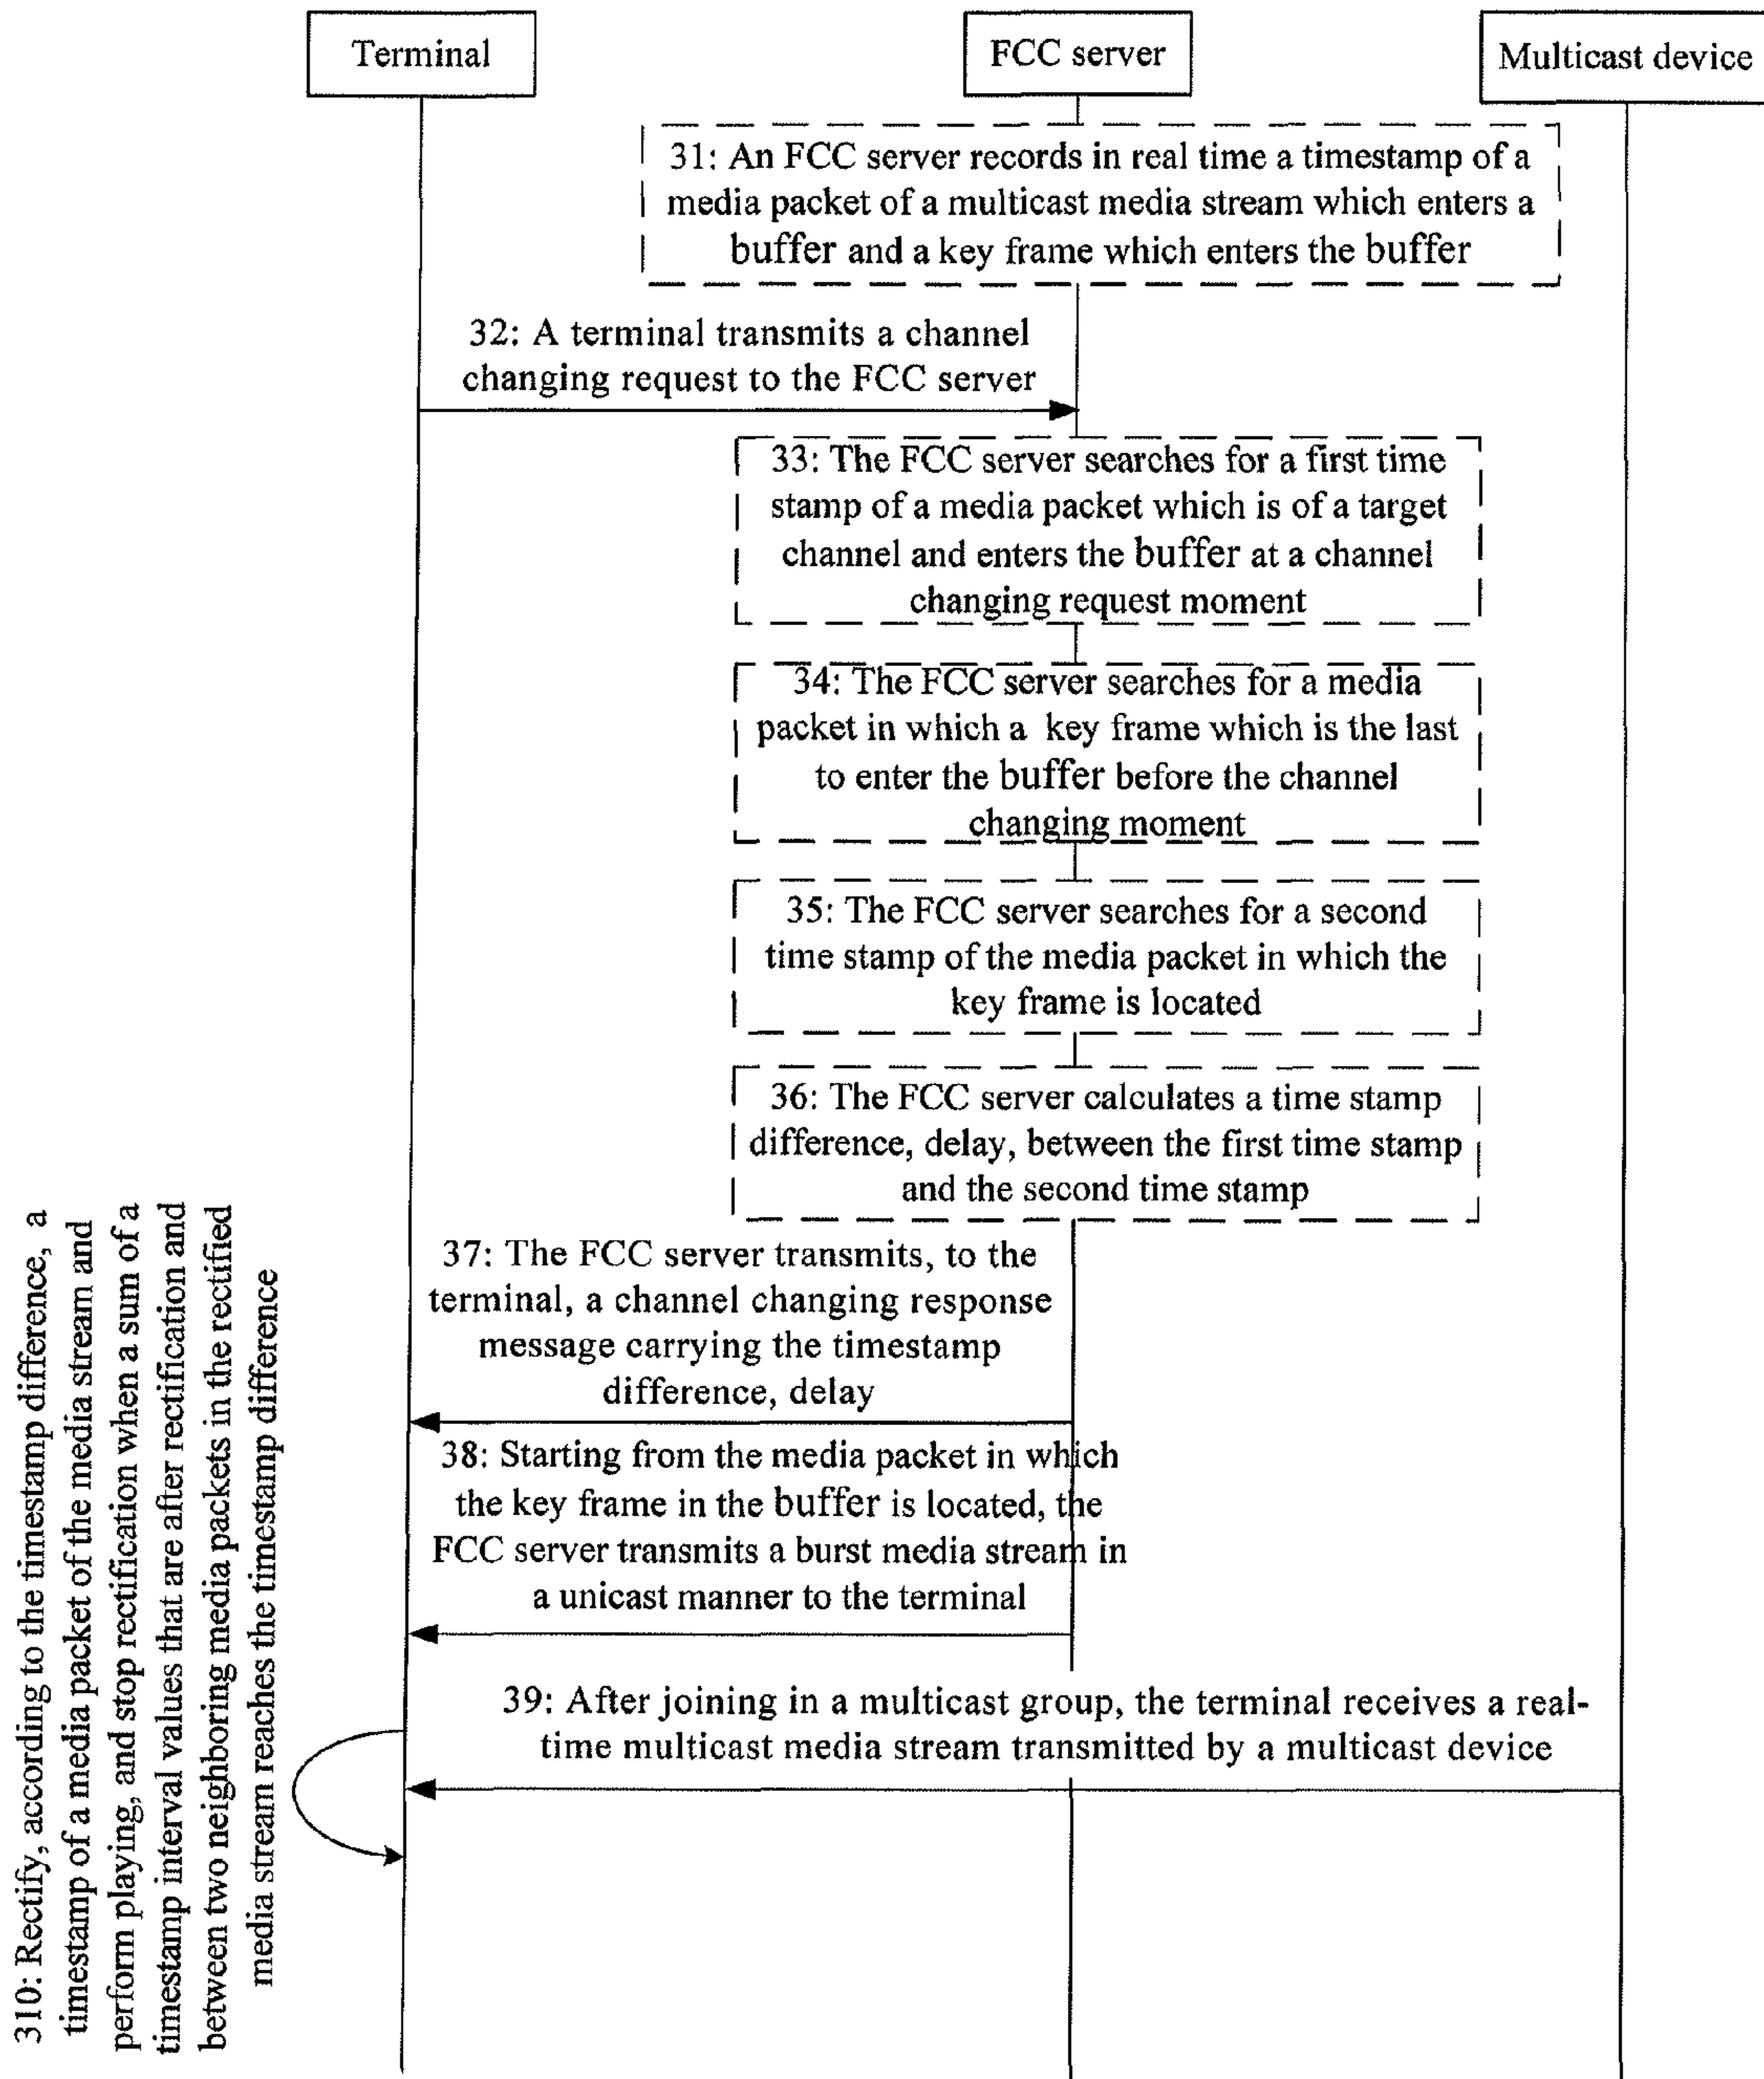 Terminal
FCC server
Multicast device
31: An FCC server records in real time a timestamp of a
media packet of a multicast media stream which enters a
buffer and a key frame which enters the buffer
32: A terminal transmits a channel
changing request to the FCC server
33: The FCC server searches for a first time
stamp of a media packet which is of a target
channel and enters the buffer at a channel
changing request moment
34: The FCC server searches for a media
packet in which a key frame which is the last
to enter the buffer before the channel
changing moment
35: The FCC server searches for a second
time stamp of the media packet in which the
key frame is located
36: The FCC server calculates a time stamp
difference, delay, between the first time stamp
and the second time stamp
37: The FCC server transmits, to the
terminal, a channel changing response
message carrying the timestamp
difference, delay
38: Starting from the media packet in which
the key frame in the buffer is located, the
FCC server transmits a burst media stream in
a unicast manner to the terminal
39: After joining in a multicast group, the terminal receives a real-
time multicast media stream transmitted by a multicast device
310: Rectify, according to the timestamp difference, a
timestamp of a media packet of the media stream and
perform playing, and stop rectification when a sum of a
timestamp interval values that are after rectification and
between two neighboring media packets in the rectified
media stream reaches the timestamp difference